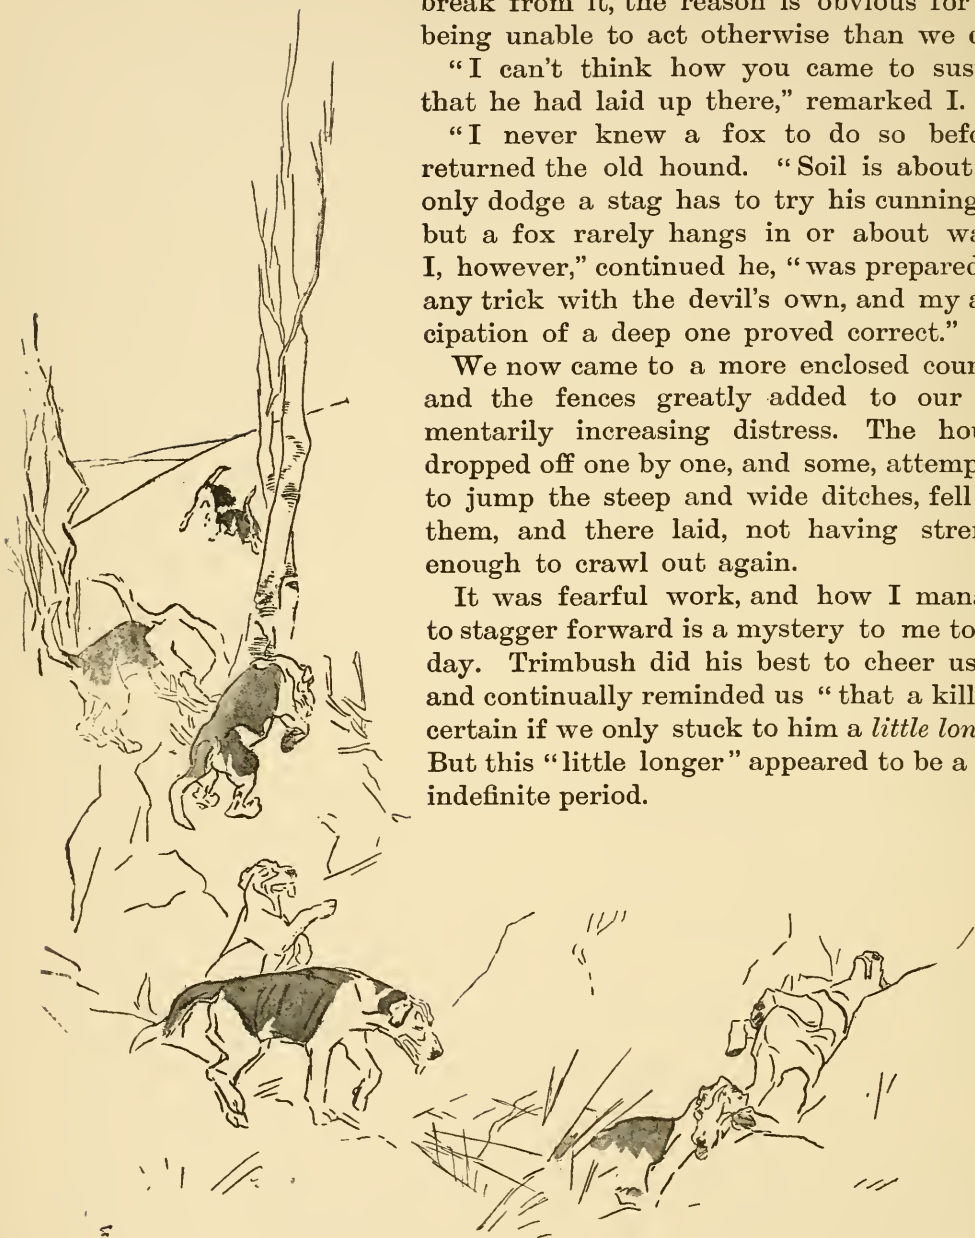 break from it, the reason is obvious for
being unable to act otherwise than we
“I can't think how you came to sus
that he had laid up there,” remarked I.
“I never knew a fox to do so befo
returned the old hound. “Soil is about
only dodge a stag has to try his cunning
but a fox rarely hangs in or about wa
I, however,” continued he, “was prepared
any trick with the devil's own, and my a
cipation of a deep one proved correct.”
We now came to a more enclosed coun
and the fences greatly added to our
mentarily increasing distress. The hou
dropped off one by one, and some, attemp
to jump the steep and wide ditches, fell
them, and there laid, not having stren
enough to crawl out again.
It was fearful work, and how I mana
to stagger forward is a mystery to me to
day. Trimbush did his best to cheer us
and continually reminded us “that a kill
certain if we only stuck to him a little lon
But this “little longer” appeared to be a
indefinite period.